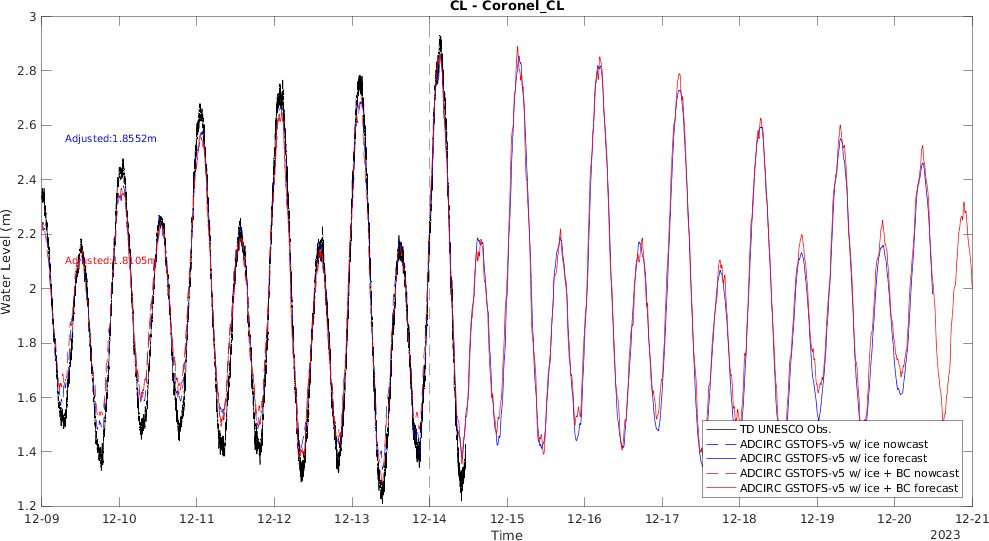 CL - Coronel_CL
3
2.8
2.6
2.4
2.2
2
1.8
1.6
1.4
1.2
Water Level (m)
Adjusted:1.8552m
Adjusted:1.8105m
TD UNESCO Obs.
ADCIRC GSTOFS-v5 w/ ice nowcast
ADCIRC GSTOFS-v5 w/ ice forecast
ADCIRC GSTOFS-v5 w/ ice + BC nowcast
ADCIRC GSTOFS-v5 w/ ice + BC forecast
12-09 12-10 12-11 12-12 12-13 12-14 12-15 12-16 12-17 12-18 12-19 12-20 12-21
Time
2023